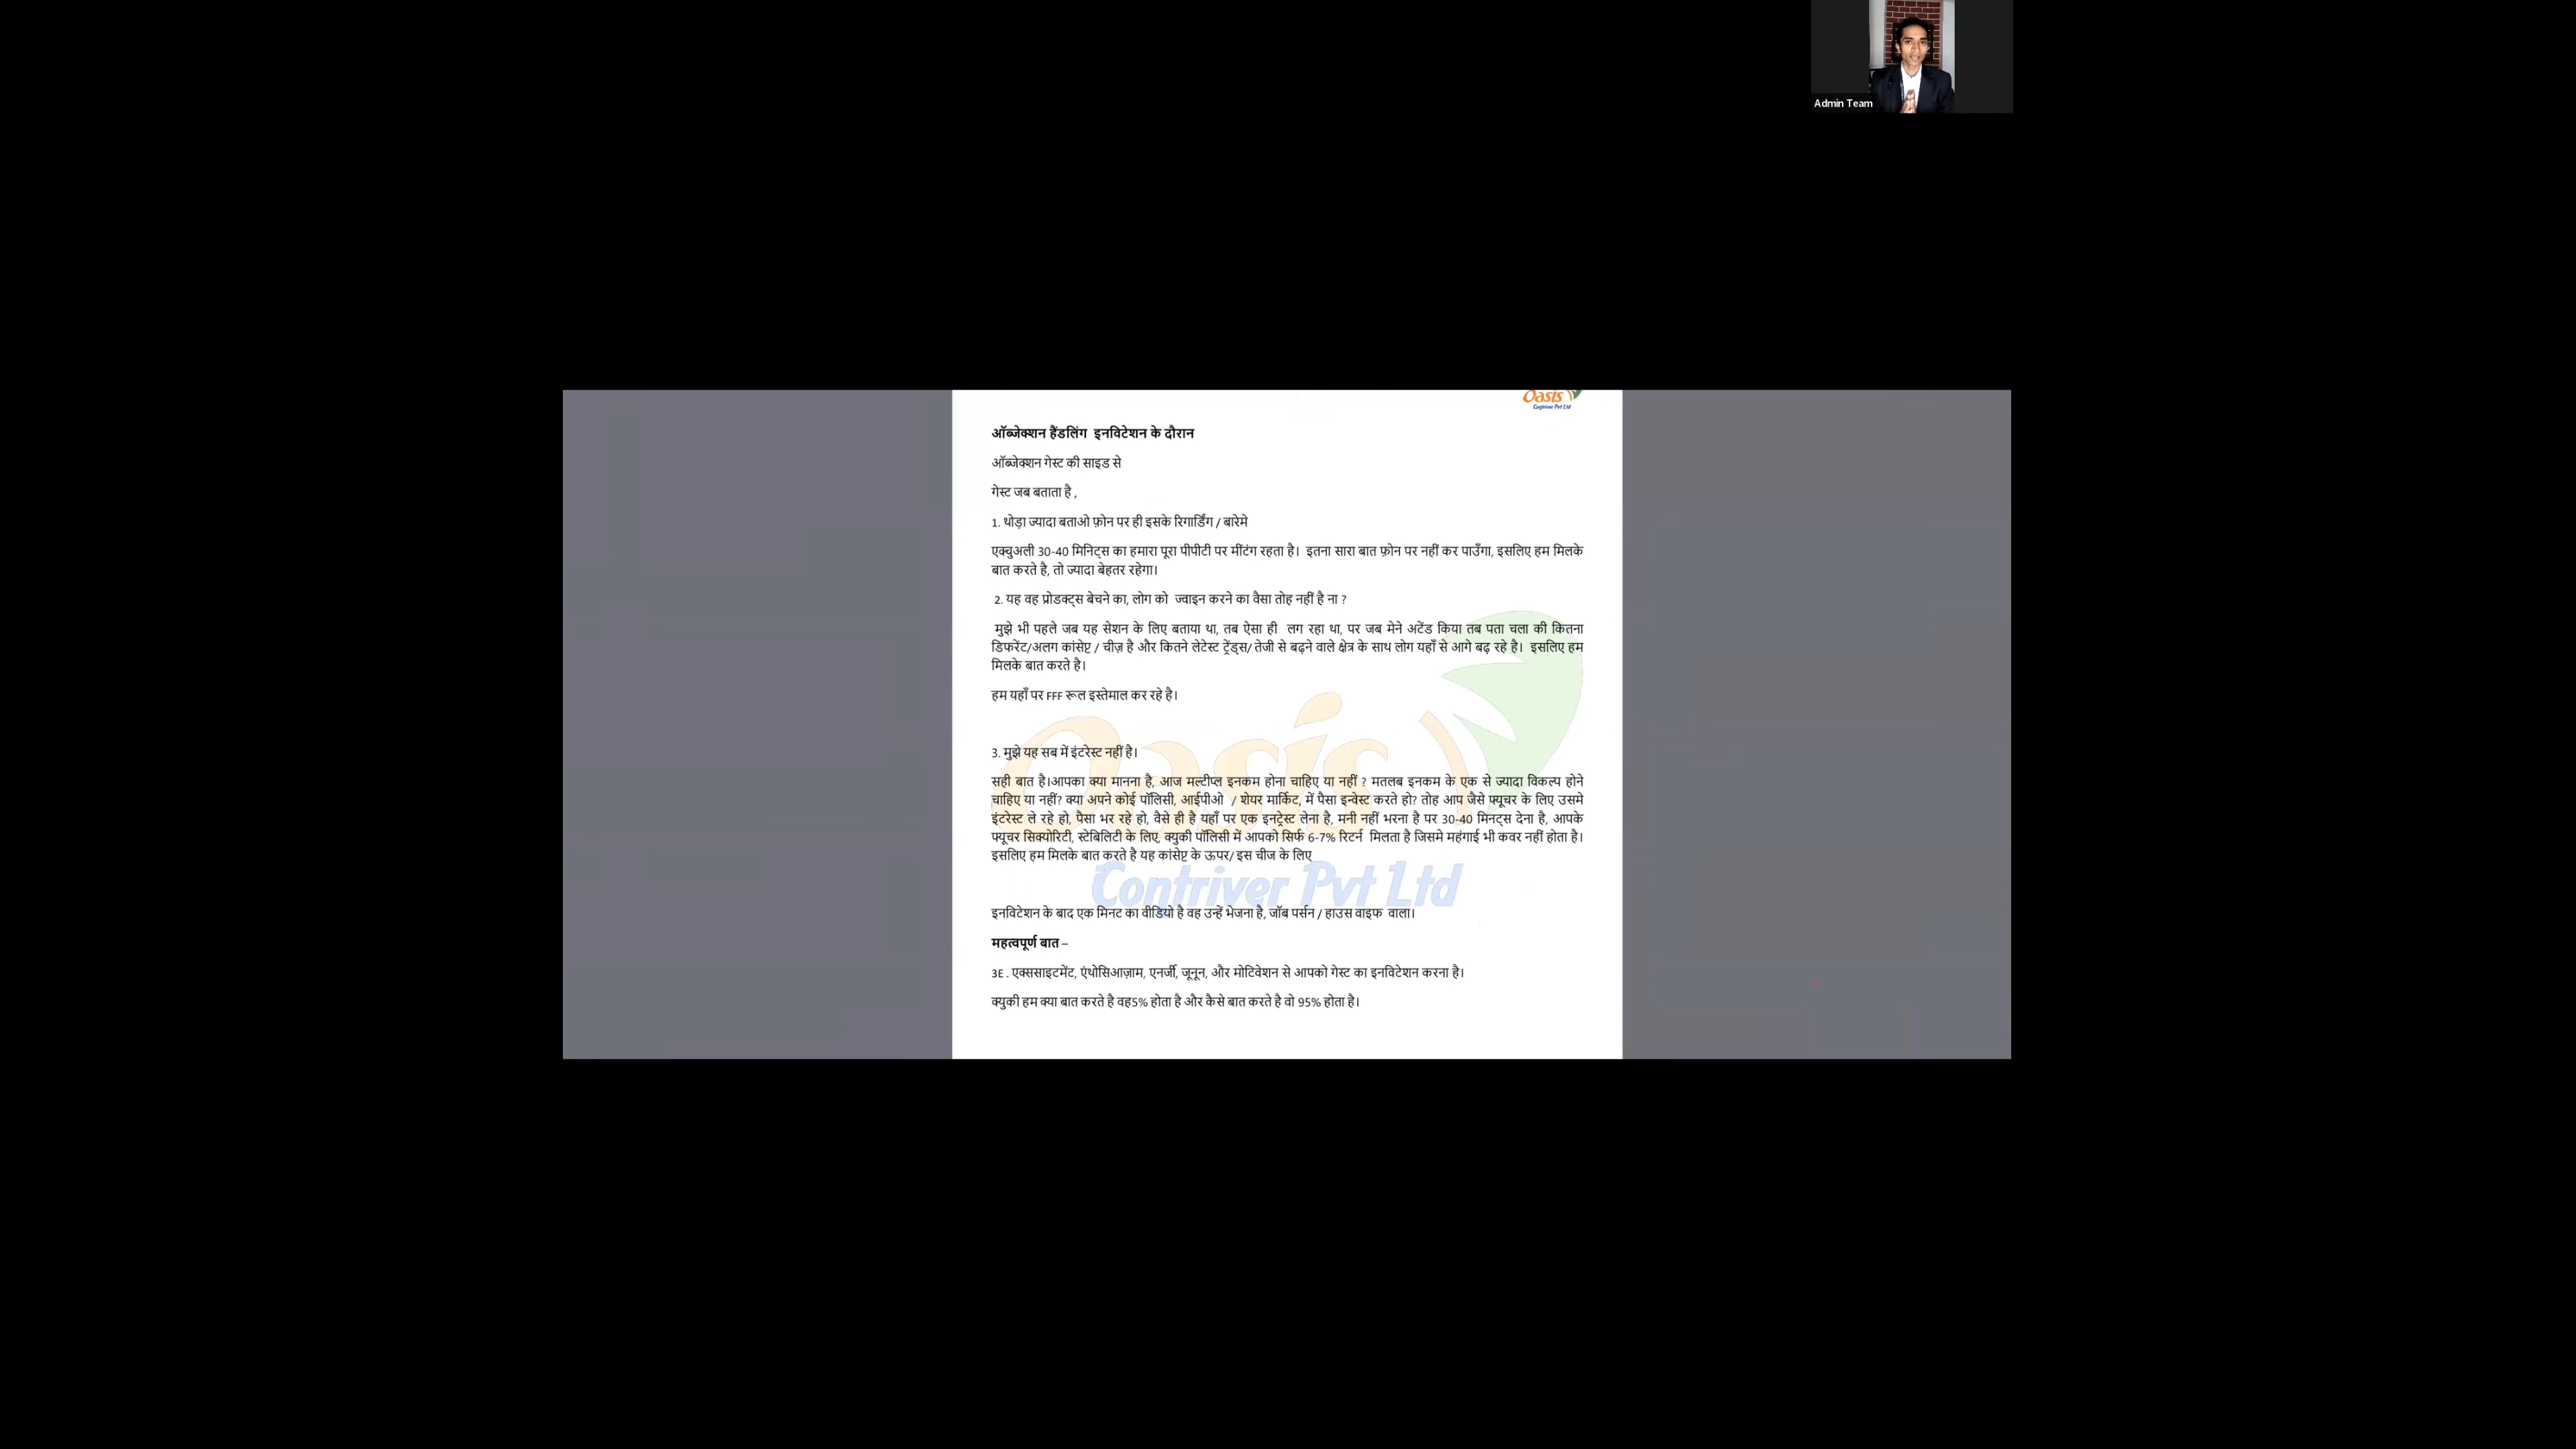 Admin Team
Oasis
Contriver Pvt Ltd
ऑब्जेक्शन हैंडलिंग इनविटेशन के दौरान
ऑब्जेक्शन गेस्ट की साइड से
गेस्ट जब बताता है ,
1. थोड़ा ज्यादा बताओ फ़ोन पर ही इसके रिगार्डिंग / बारेमे
एक्चुअली 30-40 मिनिट्स का हमारा पूरा पीपीटी पर मींटंग रहता है। इतना सारा बात फ़ोन पर नहीं कर पाउँगा, इसलिए हम मिलके
बात करते है, तो ज्यादा बेहतर रहेगा।
2. यह वह प्रोडक्ट्स बेचने का, लोग को ज्वाइन करने का वैसा तोह नहीं है ना ?
मुझे भी पहले जब यह सेशन के लिए बताया था, तब ऐसा ही लग रहा था, पर जब मेने अटेंड किया तब पता चला की कितना
डिफरेंट/अलग कांसेप्ट / चीज़ है और कितने लेटेस्ट ट्रेंड्स/ तेजी से बढ़ने वाले क्षेत्र के साथ लोग यहाँ से आगे बढ़ रहे है। इसलिए हम
मिलके बात करते है।
हम यहाँ पर FFF रूल इस्तेमाल कर रहे है।
3. मुझे यह सब में इंटरेस्ट नहीं है।
सही बात है।आपका क्या मानना है, आज मल्टीप्ल इनकम होना चाहिए या नहीं ? मतलब इनकम के एक से ज्यादा विकल्प होने
चाहिए या नहीं? क्या अपने कोई पॉलिसी, आईपीओ / शेयर मार्किट, में पैसा इन्वेस्ट करते हो? तोह आप जैसे फ्यूचर के लिए उसमे
इंटरेस्ट ले रहे हो, पैसा भर रहे हो, वैसे ही है यहाँ पर एक इनट्रेस्ट लेना है, मनी नहीं भरना है पर 30-40 मिनट्स देना है, आपके
फ्यूचर सिक्योरिटी, स्टेबिलिटी के लिए, क्युकी पॉलिसी में आपको सिर्फ 6-7% रिटर्न मिलता है जिसमे महंगाई भी कवर नहीं होता है।
इसलिए हम मिलके बात करते है यह कांसेप्ट के ऊपर/ इस चीज के लिए
Oasis
Contriver Pvt Ltd
इनविटेशन के बाद एक मिनट का वीडियो है वह उन्हें भेजना है, जॉब पर्सन / हाउस वाइफ वाला।
महत्वपूर्ण बात –
3E . एक्ससाइटमेंट, एंथोसिआज़ाम, एनर्जी, जूनून, और मोटिवेशन से आपको गेस्ट का इनविटेशन करना है।
क्युकी हम क्या बात करते है वह5% होता है और कैसे बात करते है वो 95% होता है।